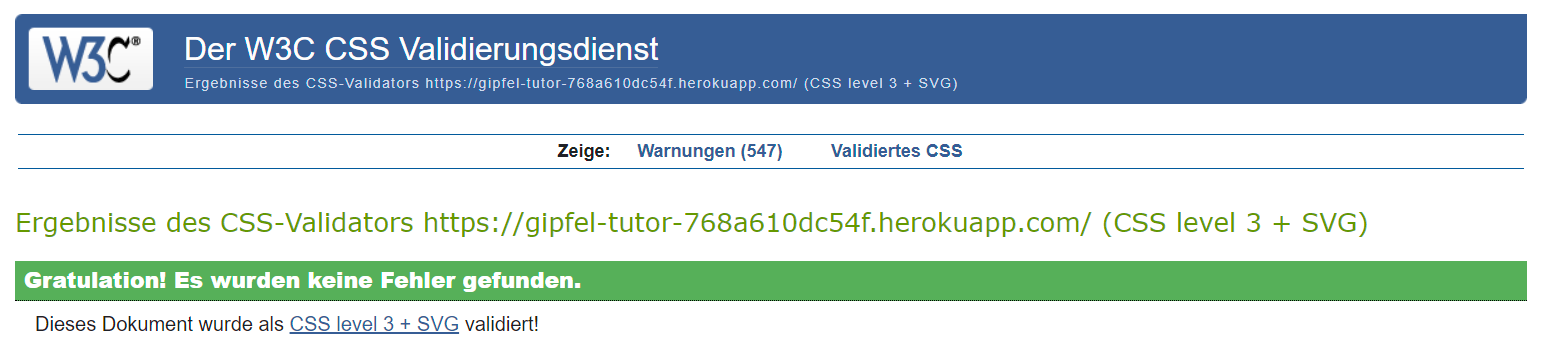 W3C®
Der W3C CSS Validierungsdienst
Ergebnisse des CSS-Validators https://gipfel-tutor-768a610dc54f.herokuapp.com/ (CSS level 3 + SVG)
Zeige: Warnungen (547) Validiertes CSS
Ergebnisse des CSS-Validators https://gipfel-tutor-768a610dc54f.herokuapp.com/ (CSS level 3 + SVG)
Gratulation! Es wurden keine Fehler gefunden.
Dieses Dokument wurde als CSS level 3 + SVG validiert!